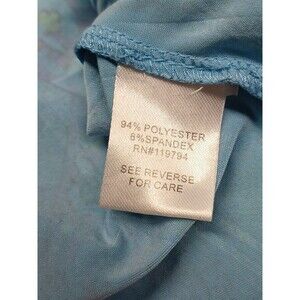 94% POLYESTER
6%SPANDEX
RN#119794
SEE REVERSE
FOR CARE